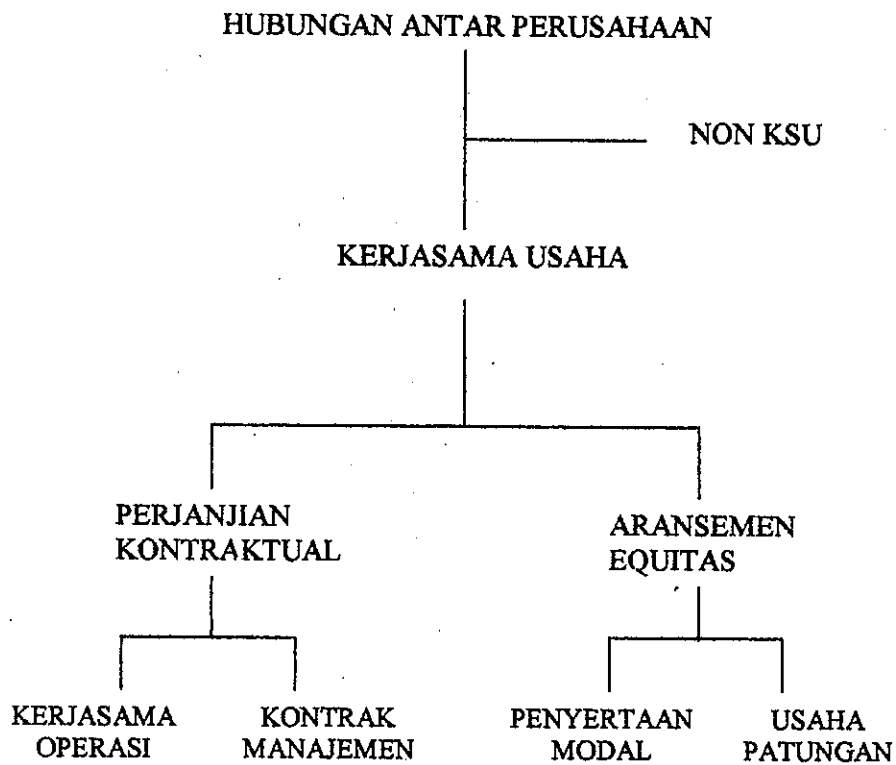 HUBUNGAN ANTAR PERUSAHAAN
NON KSU
KERJASAMA USAHA
PERJANJIAN
KONTRAKTUAL
ARANSEMEN
EQUITAS
KERJASAMA
OPERASI
KONTRAK
MANAJEMEN
PENYERTAAN
MODAL
USAHA
PATUNGAN